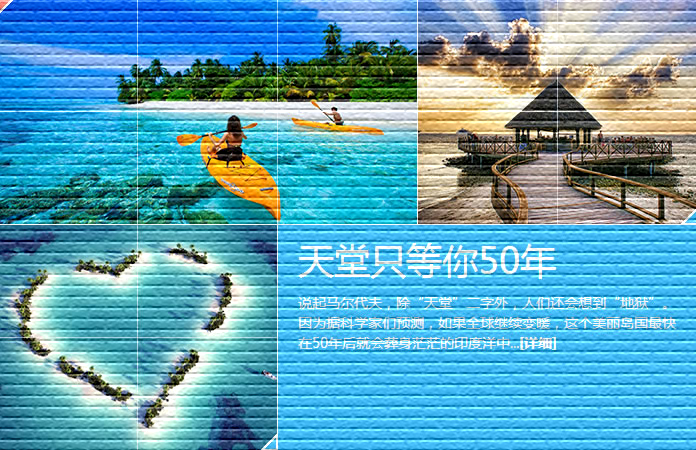 天堂只等你50年
说起马尔代夫，除“天堂”二字外，人们还会想到“地狱”。
因为据科学家们预测，如果全球继续变暖，这个美丽岛国最快
在50年后就会葬身茫茫的印度洋中...[详细]